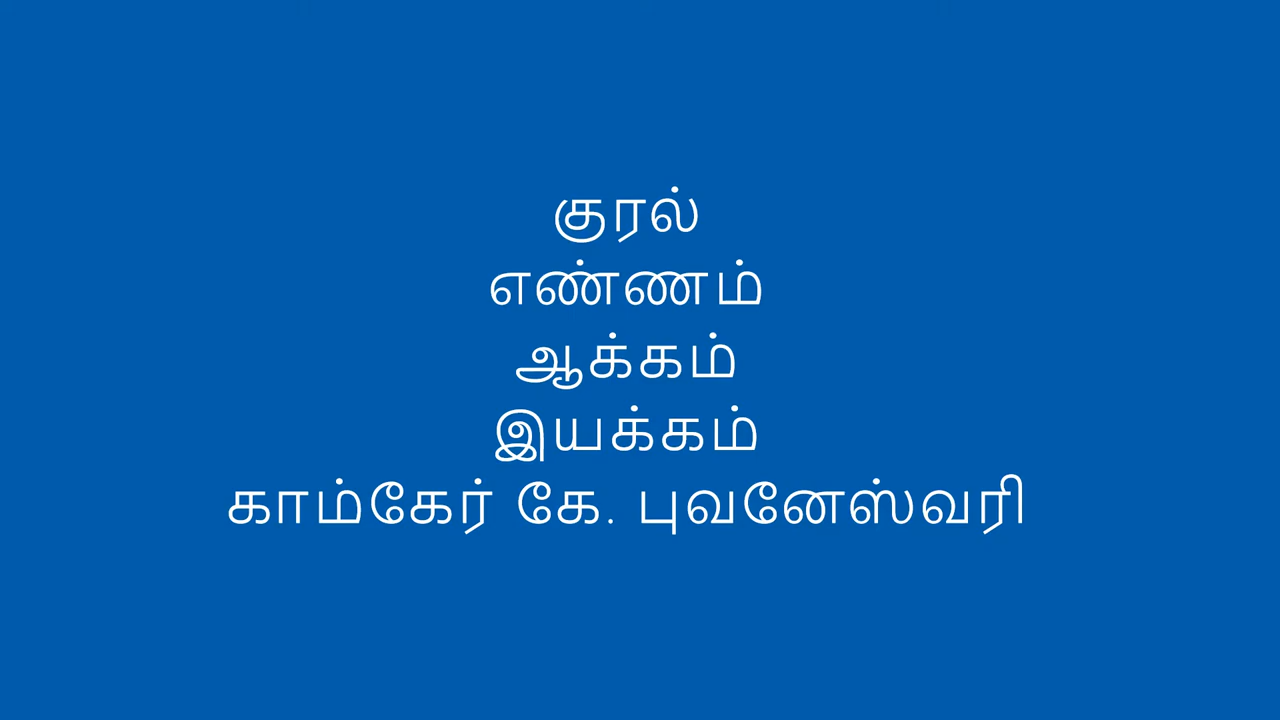 குரல்
எண்ணம்
ஆக்கம்
இயக்கம்
காம்கேர் கே. புவனேஸ்வரி